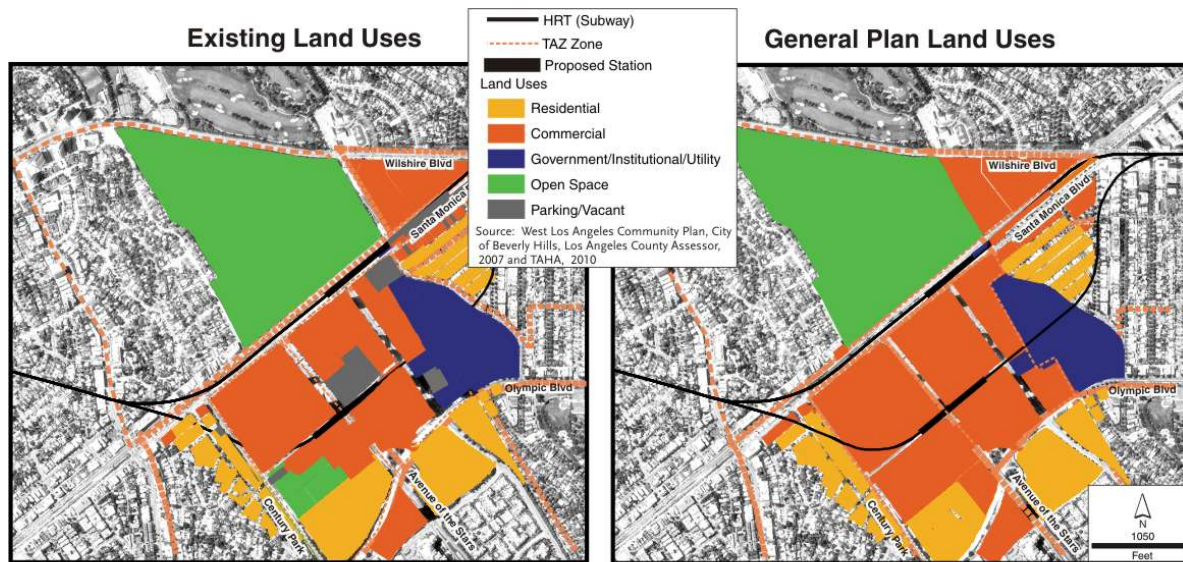 Existing Land Uses
HRT (Subway)
TAZ Zone
Proposed Station
Land Uses
Residential
Commercial
Government/Institutional/Utility
Open Space
Parking/Vacant
Source: West Los Angeles Community Plan, City
of Beverly Hills, Los Angeles County Assessor,
2007 and TAHA, 2010
General Plan Land Uses
Wilshire Blvd
Santa Monica
Olympic Blvd
Century Park
Avenue of the Stars
Wilshire Blvd
Santa Monica Blvd
Olympic Blvd
Century Park
Avenue of the Stars
N
1050
Feet